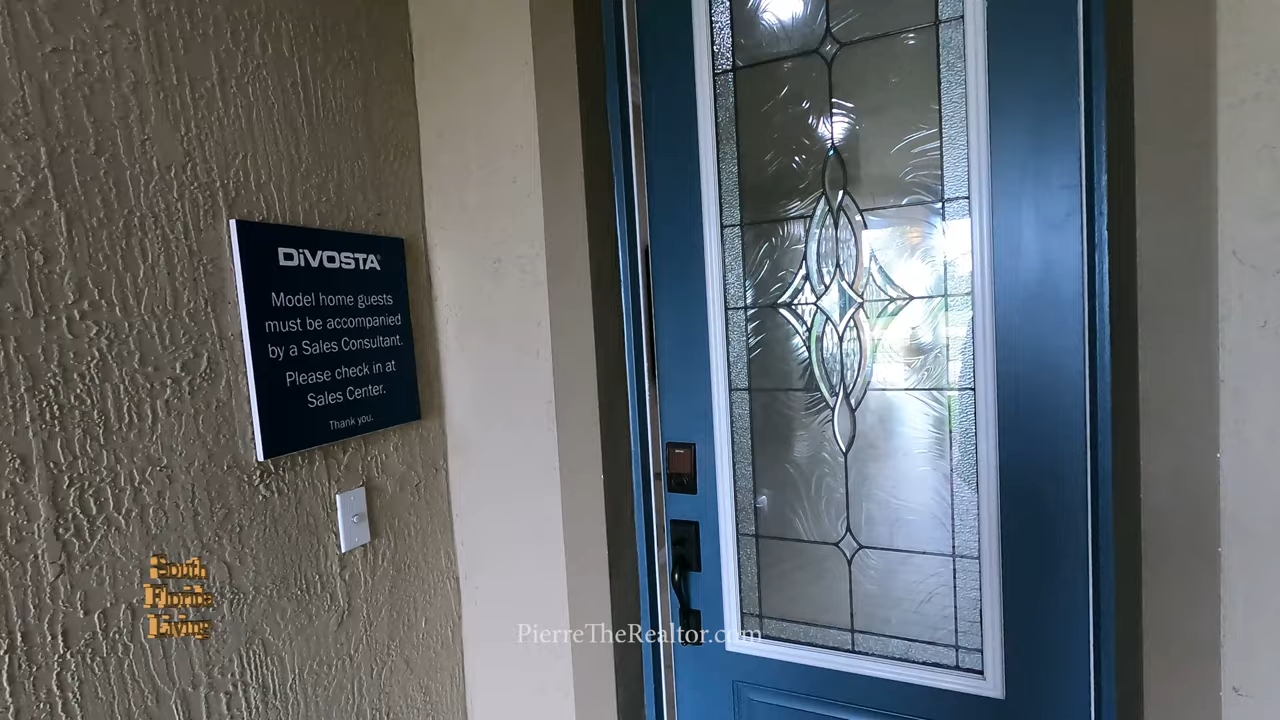 DiVOSTA®
Model home guests
must be accompanied
by a Sales Consultant.
Please check in at
Sales Center.
Thank you.
South
Florida
Living
PierreTheRealtor.com